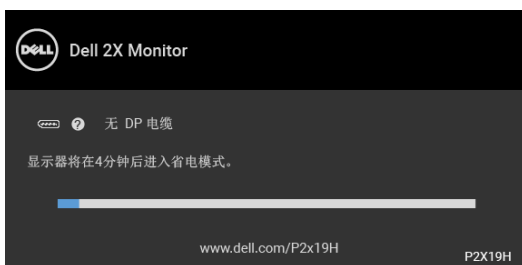 DELL Dell 2X Monitor
? 无 DP 电缆
显示器将在4分钟后进入省电模式。
www.dell.com/P2x19H
P2X19H